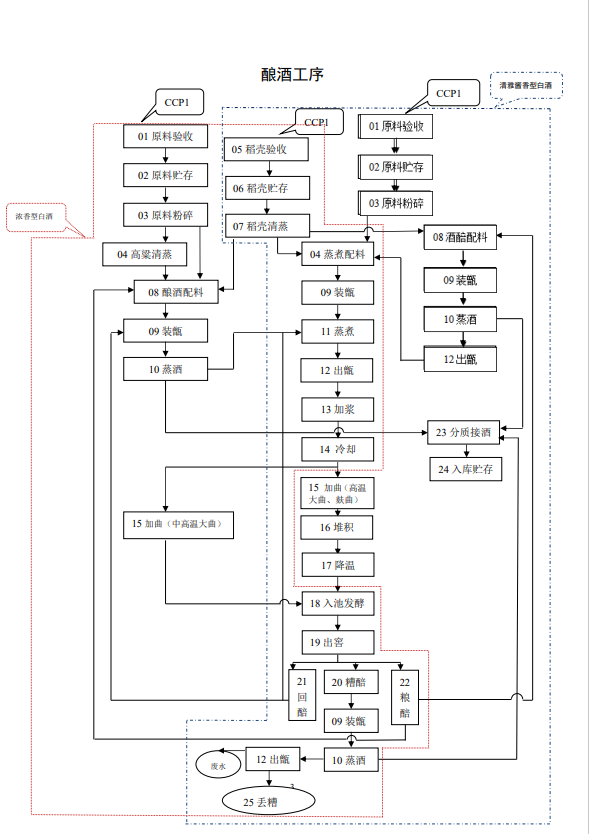 酿酒工序
清雅酱香型白酒
CCP1
CCP1
CCP1
01 原料验收
01 原料验收
05 稻壳验收
02 原料贮存
02 原料贮存
06 稻壳贮存
03 原料粉碎
03 原料粉碎
浓香型白酒
07 稻壳清蒸
08 酒醅配料
04 高粱清蒸
04 蒸煮配料
09 装甑
08 酿酒配料
09 装甑
10 蒸酒
09 装甑
11 蒸煮
12 出甑
10 蒸酒
12 出甑
13 加浆
23 分质接酒
14 冷却
24 入库贮存
15 加曲（高温
大曲、麸曲）
15 加曲（中高温大曲）
16 堆积
17 降温
18 入池发酵
19 出窖
21
回
醅
20 糟醅
22
粮
醅
09 装甑
12 出甑
10 蒸酒
废水
3
25 丢糟